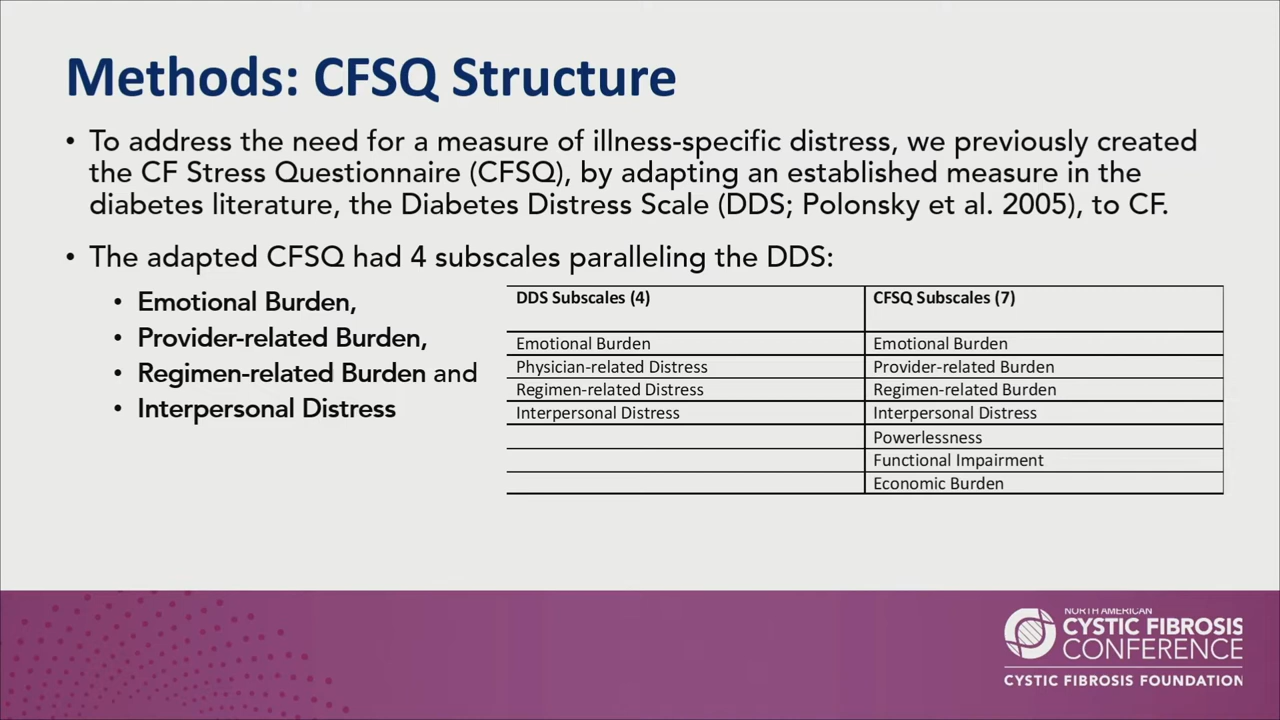 Methods: CFSQ Structure
• To address the need for a measure of illness-specific distress, we previously created
the CF Stress Questionnaire (CFSQ), by adapting an established measure in the
diabetes literature, the Diabetes Distress Scale (DDS; Polonsky et al. 2005), to CF.
• The adapted CFSQ had 4 subscales paralleling the DDS:
• Emotional Burden,
• Provider-related Burden,
• Regimen-related Burden and
• Interpersonal Distress
DDS Subscales (4) CFSQ Subscales (7)
Emotional Burden Emotional Burden
Physician-related Distress Provider-related Burden
Regimen-related Distress Regimen-related Burden
Interpersonal Distress Interpersonal Distress
Powerlessness
Functional Impairment
Economic Burden
NORTH AMERICAN
CYSTIC FIBROSIS
CONFERENCE
CYSTIC FIBROSIS FOUNDATION